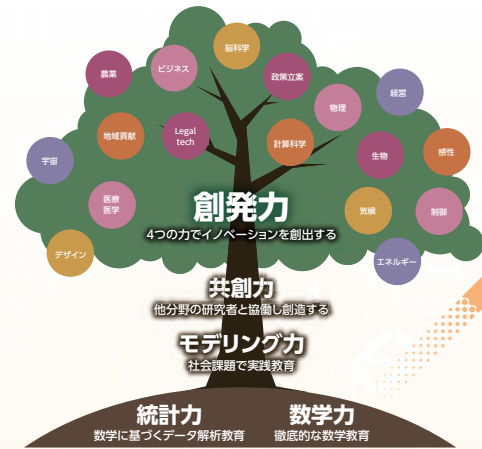 脳科学
ビジネス
農業
政策立案
経営
物理
地域貢献
Legal
tech
計算科学
生物
感性
宇宙
医療
医学
気候
制御
デザイン
エネルギー
創発力
4つの力でイノベーションを創出する
共創力
他分野の研究者と協働し創造する
モデリング力
社会課題で実践教育
統計力
数学に基づくデータ解析教育
数学力
徹底的な数学教育